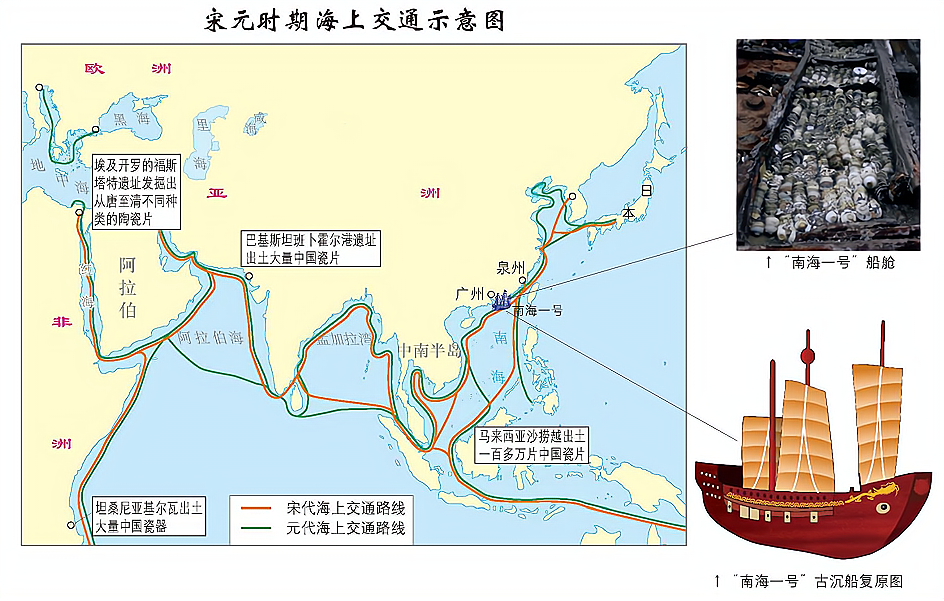 宋元时期海上交通示意图
欧 洲
黑 海
里
海
咸
海
地 中 海
埃及开罗的福斯
塔特遗址发掘出
从唐至清不同种
类的陶瓷片
亚 洲
日
本
巴基斯坦班卜霍尔港遗址
出土大量中国瓷片
阿
拉
伯
红
海
泉州
广州
南海一号
非
洲
阿拉伯海
孟加拉湾
中南半岛
南
海
马来西亚沙捞越出土
一百多万片中国瓷片
坦桑尼亚基尔瓦出土
大量中国瓷器
宋代海上交通路线
元代海上交通路线
↑“南海一号”船舱
↑“南海一号”古沉船复原图